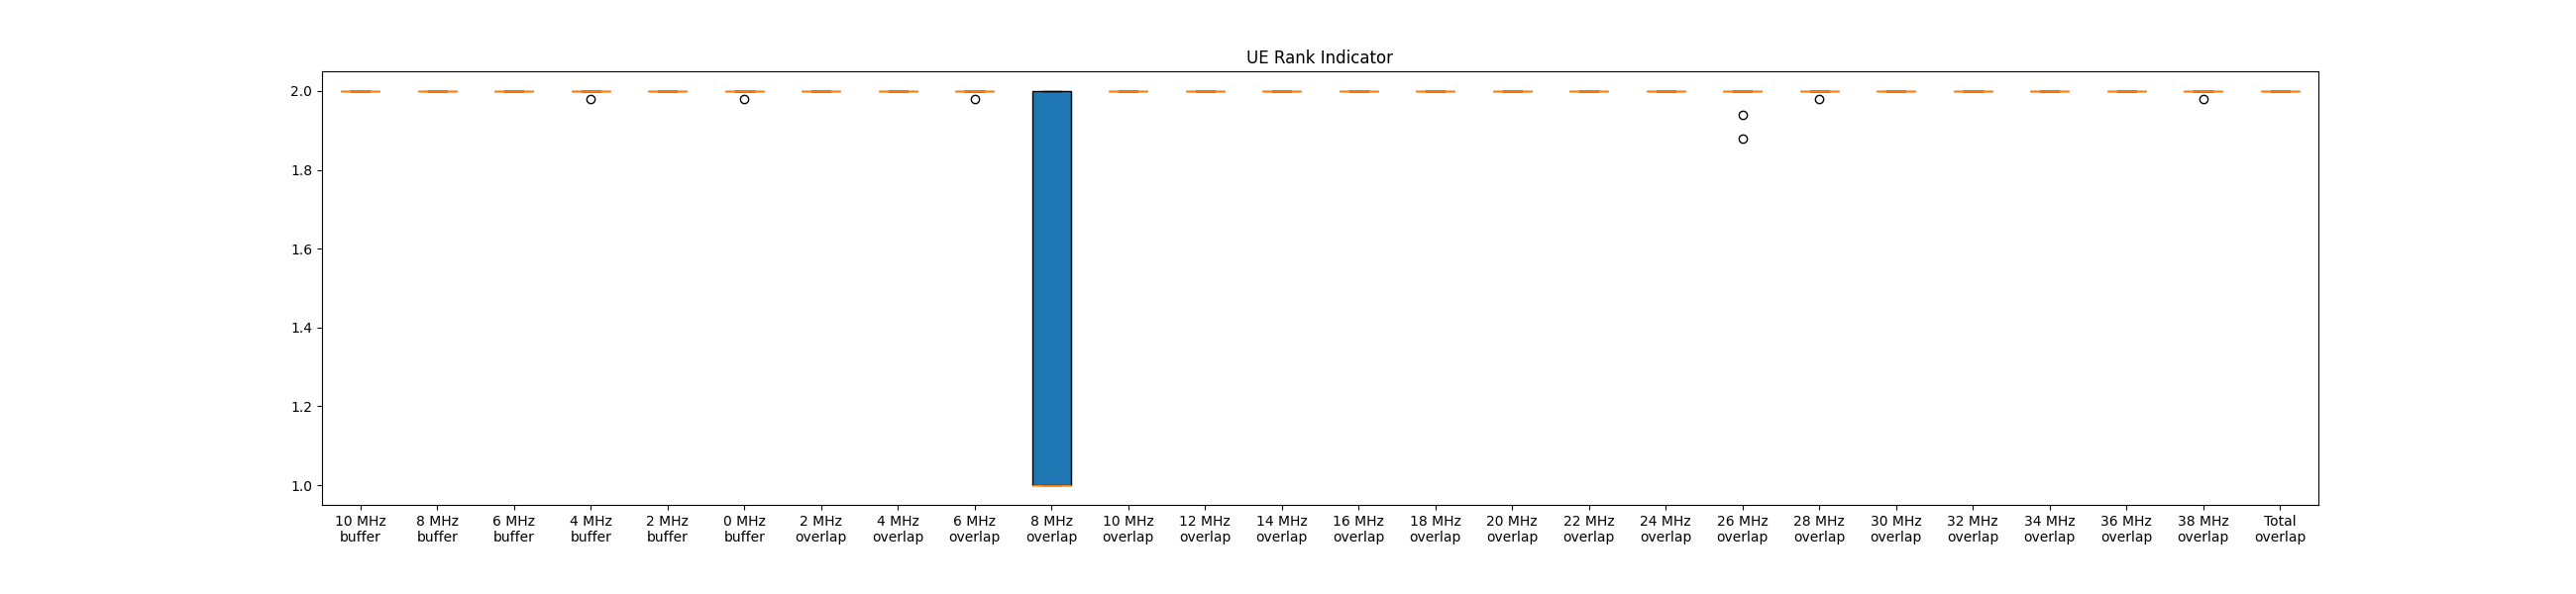 UE Rank Indicator
2.0
1.8
1.6
1.4
1.2
1.0
10 MHz 8 MHz 6 MHz 4 MHz 2 MHz 0 MHz 2 MHz 4 MHz 6 MHz 8 MHz 10 MHz 12 MHz 14 MHz 16 MHz 18 MHz 20 MHz 22 MHz 24 MHz 26 MHz 28 MHz 30 MHz 32 MHz 34 MHz 36 MHz 38 MHz Total
buffer buffer buffer buffer buffer buffer overlap overlap overlap overlap overlap overlap overlap overlap overlap overlap overlap overlap overlap overlap overlap overlap overlap overlap overlap overlap